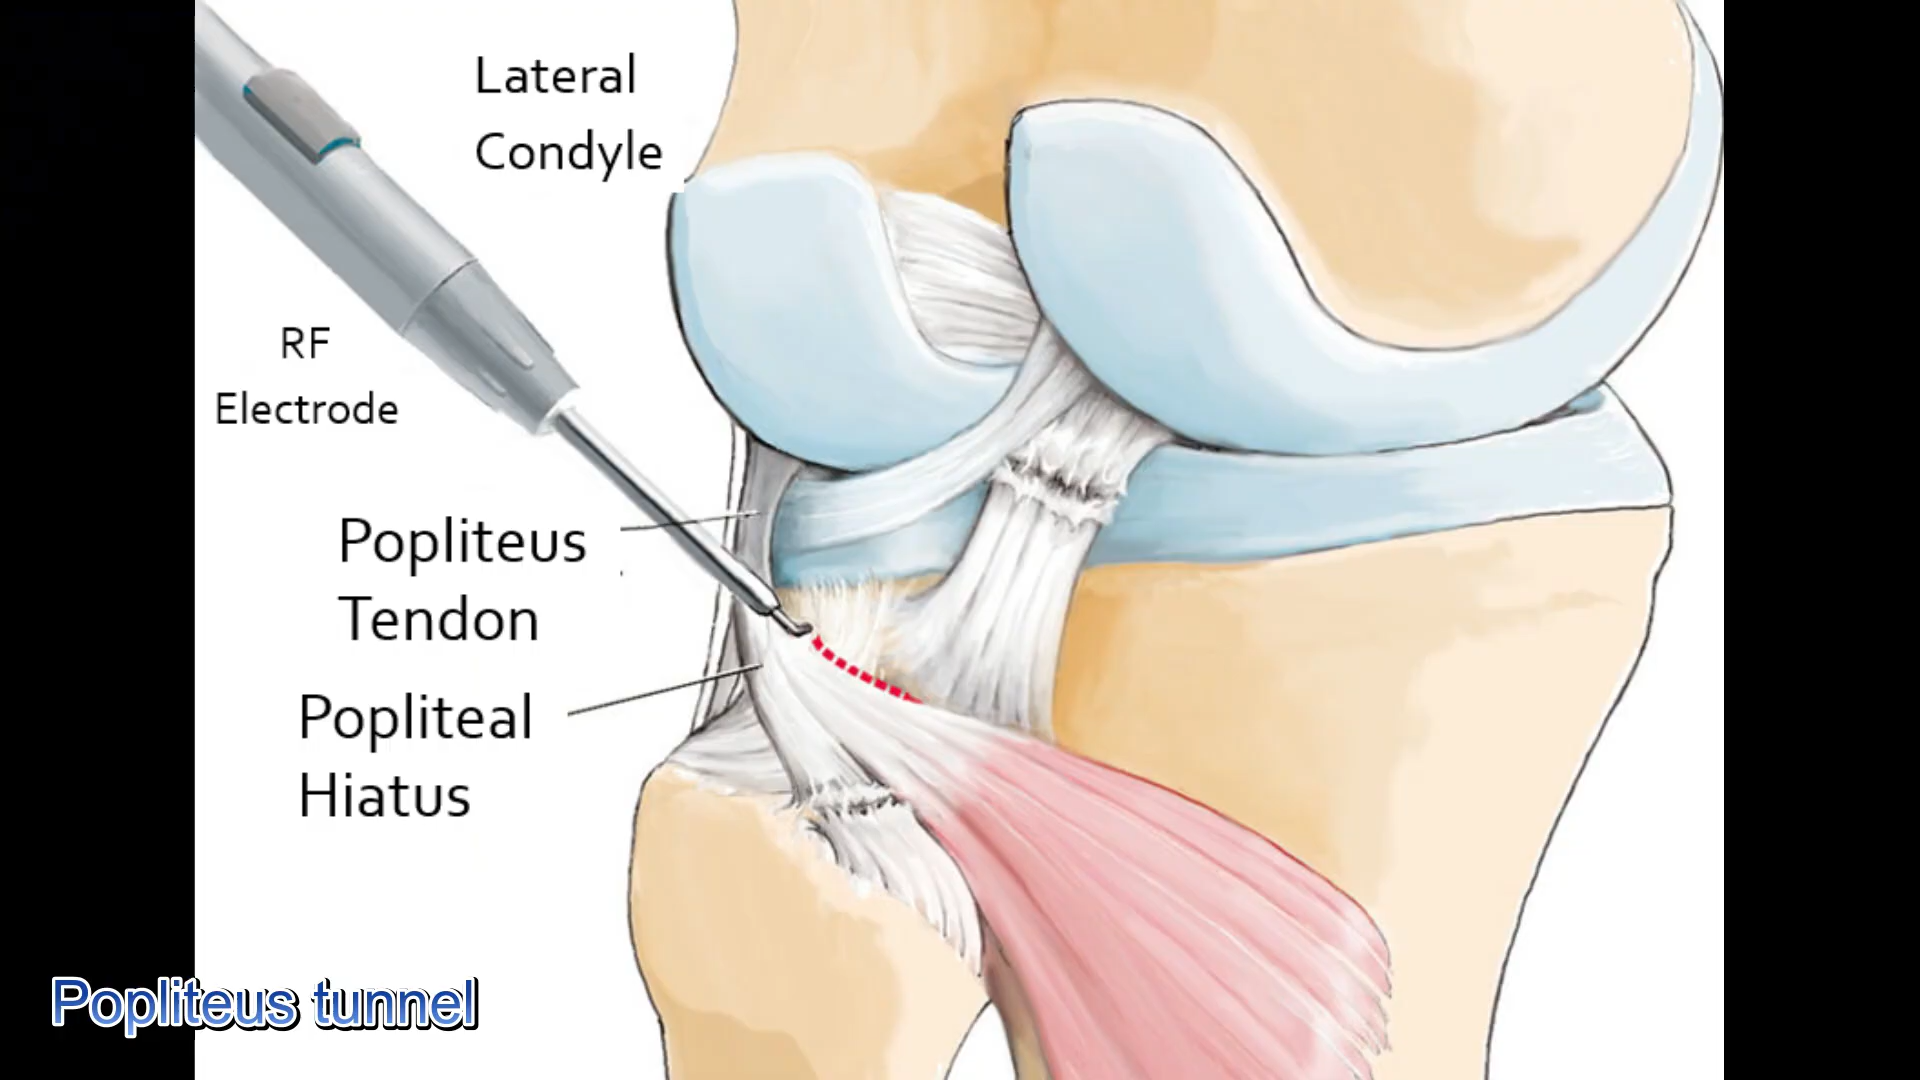 Lateral
Condyle
RF
Electrode
Popliteus
Tendon
Popliteal
Hiatus
Popliteus tunnel